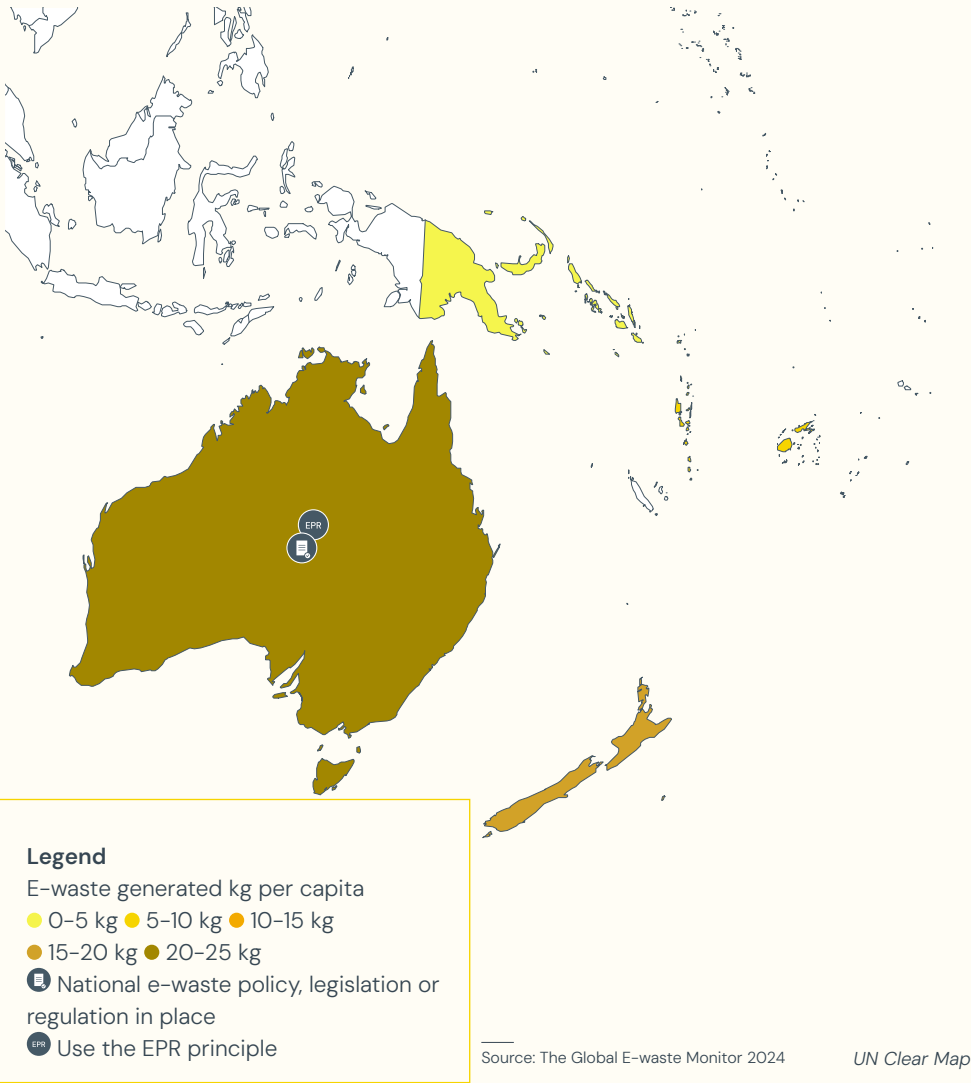 EPR
Legend
E-waste generated kg per capita
0-5 kg 5-10 kg 10-15 kg
15-20 kg 20-25 kg
National e-waste policy, legislation or
regulation in place
EPR Use the EPR principle
Source: The Global E-waste Monitor 2024
UN Clear Map